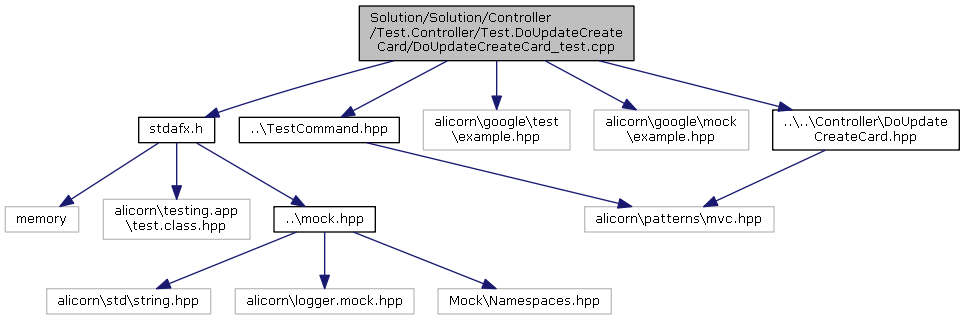 Solution/Solution/Controller
/Test.Controller/Test.DoUpdateCreate
Card/DoUpdateCreateCard_test.cpp
stdafx.h
..\TestCommand.hpp
alicorn\google\test
\example.hpp
alicorn\google\mock
\example.hpp
..\..\Controller\DoUpdate
CreateCard.hpp
memory
alicorn\testing.app
\test.class.hpp
..\mock.hpp
alicorn\patterns\mvc.hpp
alicorn\std\string.hpp
alicorn\logger.mock.hpp
Mock\Namespaces.hpp